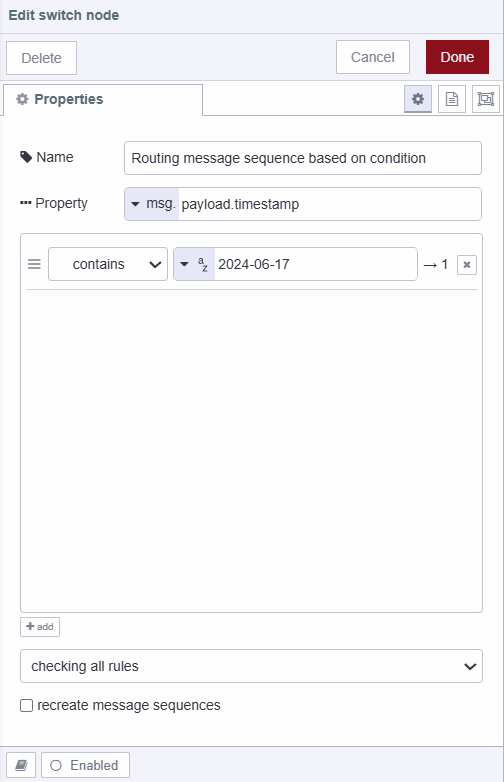 Edit switch node
Delete
Cancel
Done
Properties
Name
Routing message sequence based on condition
Property
msg. payload.timestamp
contains
az 2024-06-17
→ 1
+ add
checking all rules
recreate message sequences
Enabled